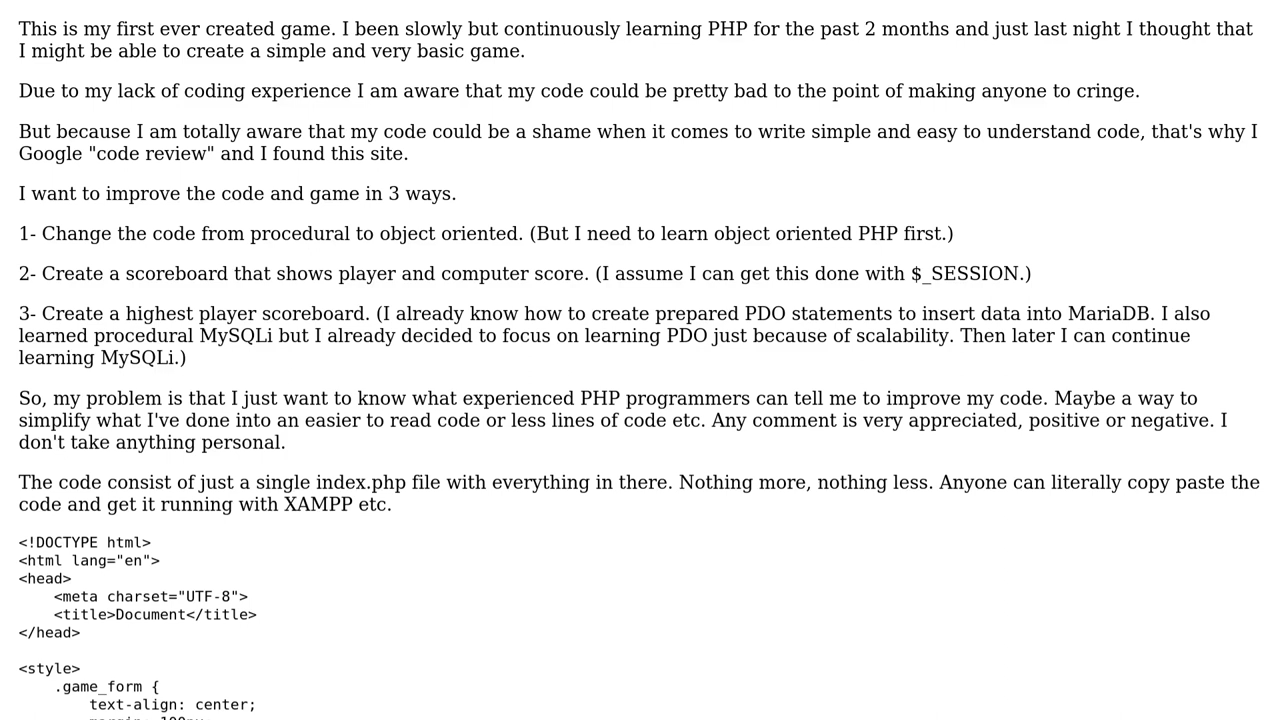 This is my first ever created game. I been slowly but continuously learning PHP for the past 2 months and just last night I thought that
I might be able to create a simple and very basic game.
Due to my lack of coding experience I am aware that my code could be pretty bad to the point of making anyone to cringe.
But because I am totally aware that my code could be a shame when it comes to write simple and easy to understand code, that's why I
Google "code review" and I found this site.
I want to improve the code and game in 3 ways.
1- Change the code from procedural to object oriented. (But I need to learn object oriented PHP first.)
2- Create a scoreboard that shows player and computer score. (I assume I can get this done with $_SESSION.)
3- Create a highest player scoreboard. (I already know how to create prepared PDO statements to insert data into MariaDB. I also
learned procedural MySQLi but I already decided to focus on learning PDO just because of scalability. Then later I can continue
learning MySQLi.)
So, my problem is that I just want to know what experienced PHP programmers can tell me to improve my code. Maybe a way to
simplify what I've done into an easier to read code or less lines of code etc. Any comment is very appreciated, positive or negative. I
don't take anything personal.
The code consist of just a single index.php file with everything in there. Nothing more, nothing less. Anyone can literally copy paste the
code and get it running with XAMPP etc.
<!DOCTYPE html>
<html lang="en">
<head>
    <meta charset="UTF-8">
    <title>Document</title>
</head>
<style>
    .game_form {
        text-align: center;